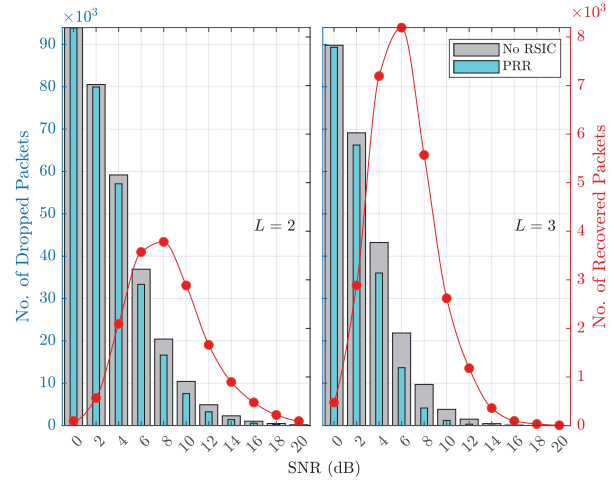 ×10³
×10³
90
80
70
60
50
40
30
20
10
0
No. of Dropped Packets
L = 2
0 2 4 6 8 10 12 14 16 18 20
No RSIC
PRR
L = 3
0 2 4 6 8 10 12 14 16 18 20
8
7
6
5
4
3
2
1
0
No. of Recovered Packets
SNR (dB)